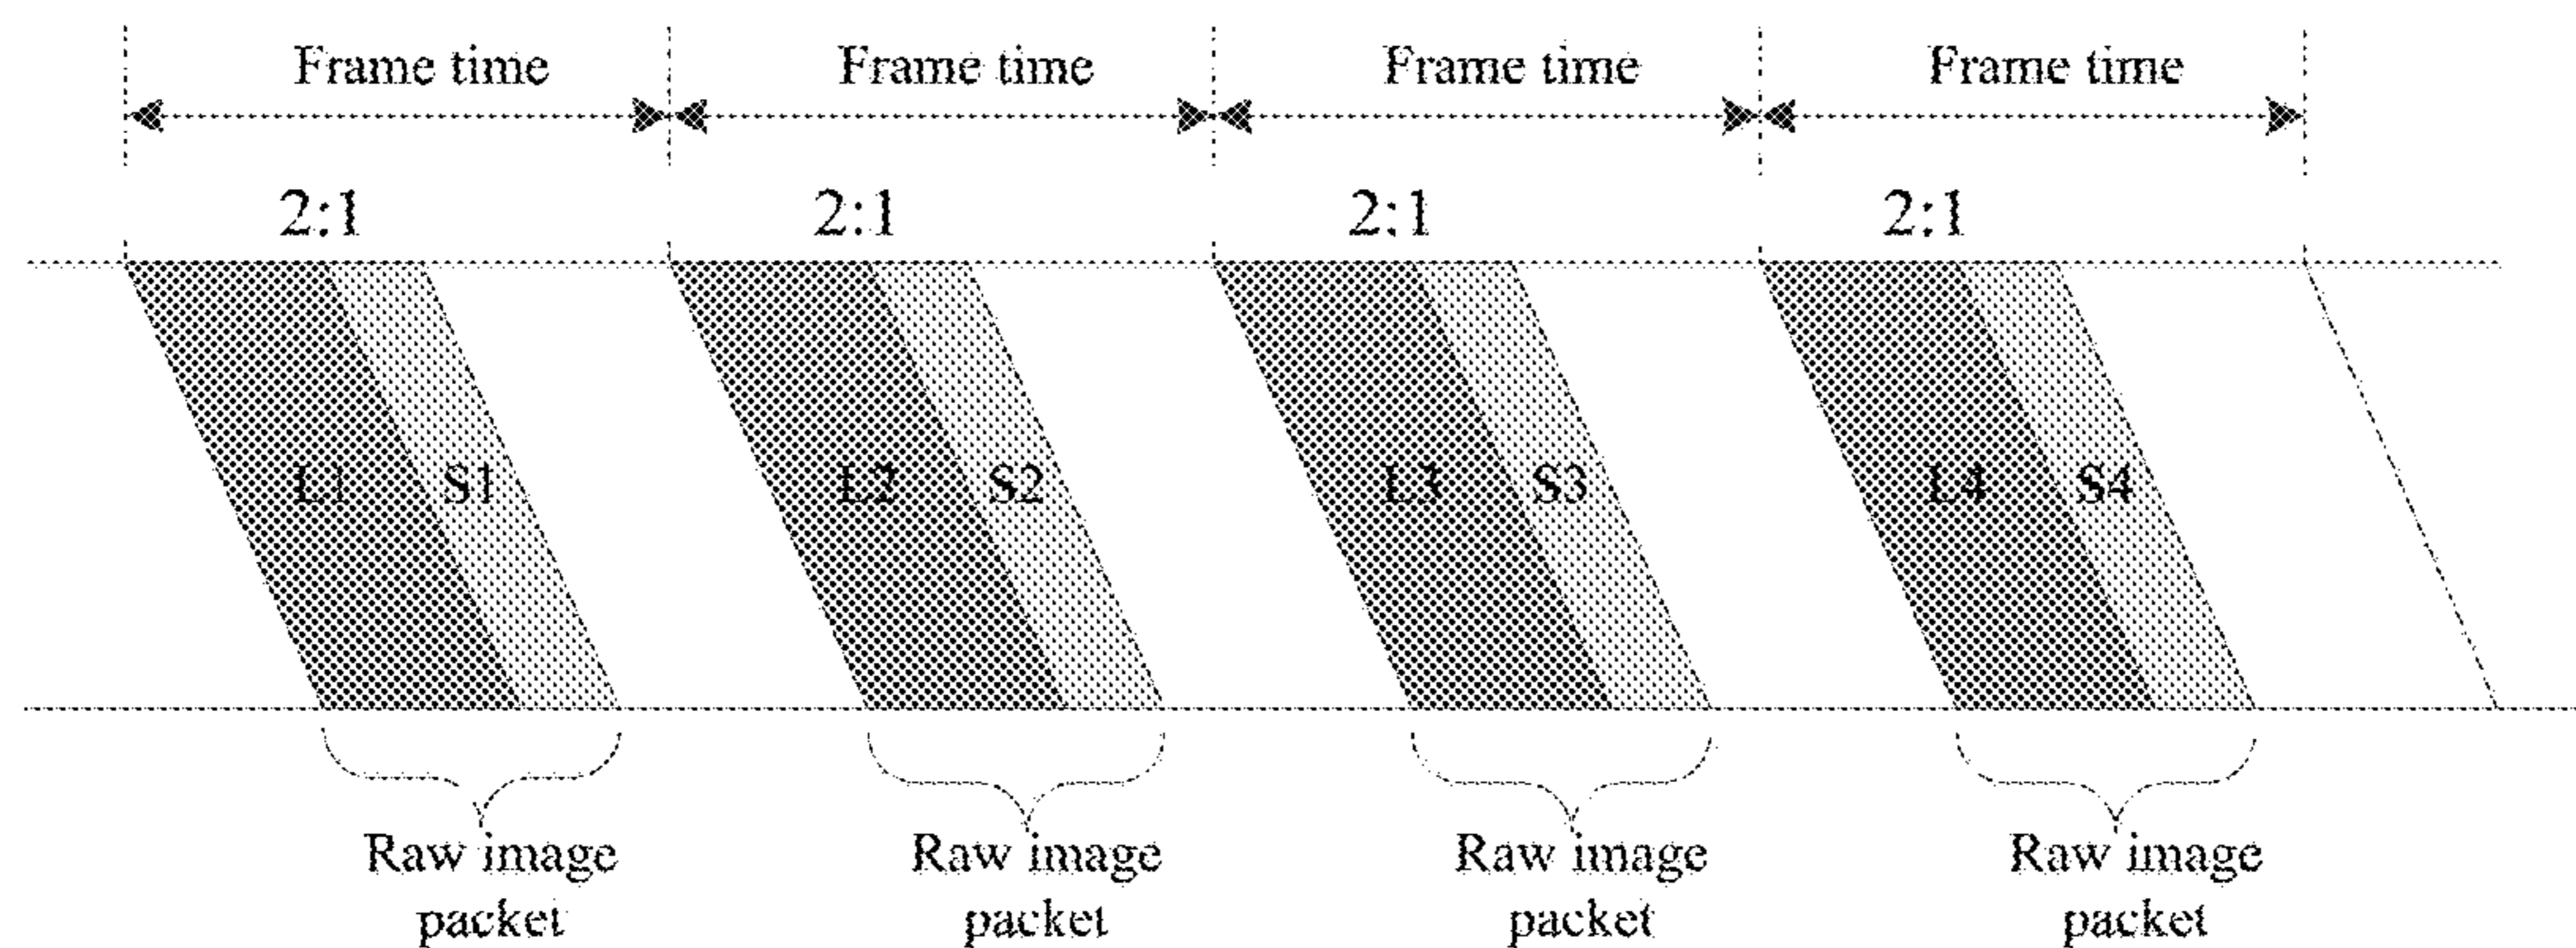 Frame time Frame time Frame time Frame time
2:1 2:1 2:1 2:1
L1 S1 L2 S2 L3 S3 L4 S4
Raw image Raw image Raw image Raw image
packet packet packet packet